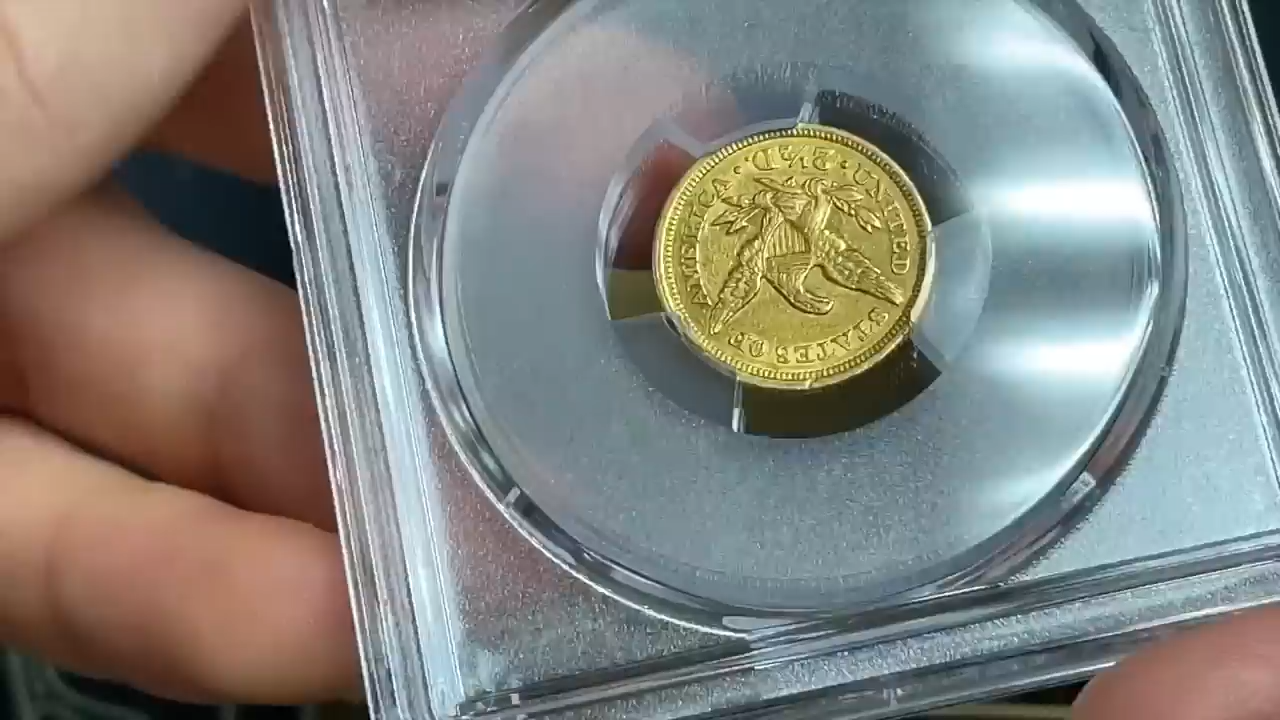 UNITED STATES OF AMERICA · 2½ D. ·